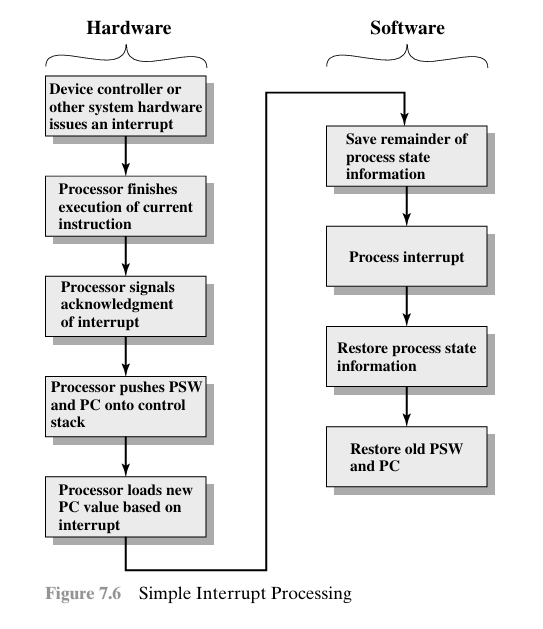 Hardware
Device controller or
other system hardware
issues an interrupt
Processor finishes
execution of current
instruction
Processor signals
acknowledgment
of interrupt
Processor pushes PSW
and PC onto control
stack
Processor loads new
PC value based on
interrupt
Software
Save remainder of
process state
information
Process interrupt
Restore process state
information
Restore old PSW
and PC
Figure 7.6 Simple Interrupt Processing